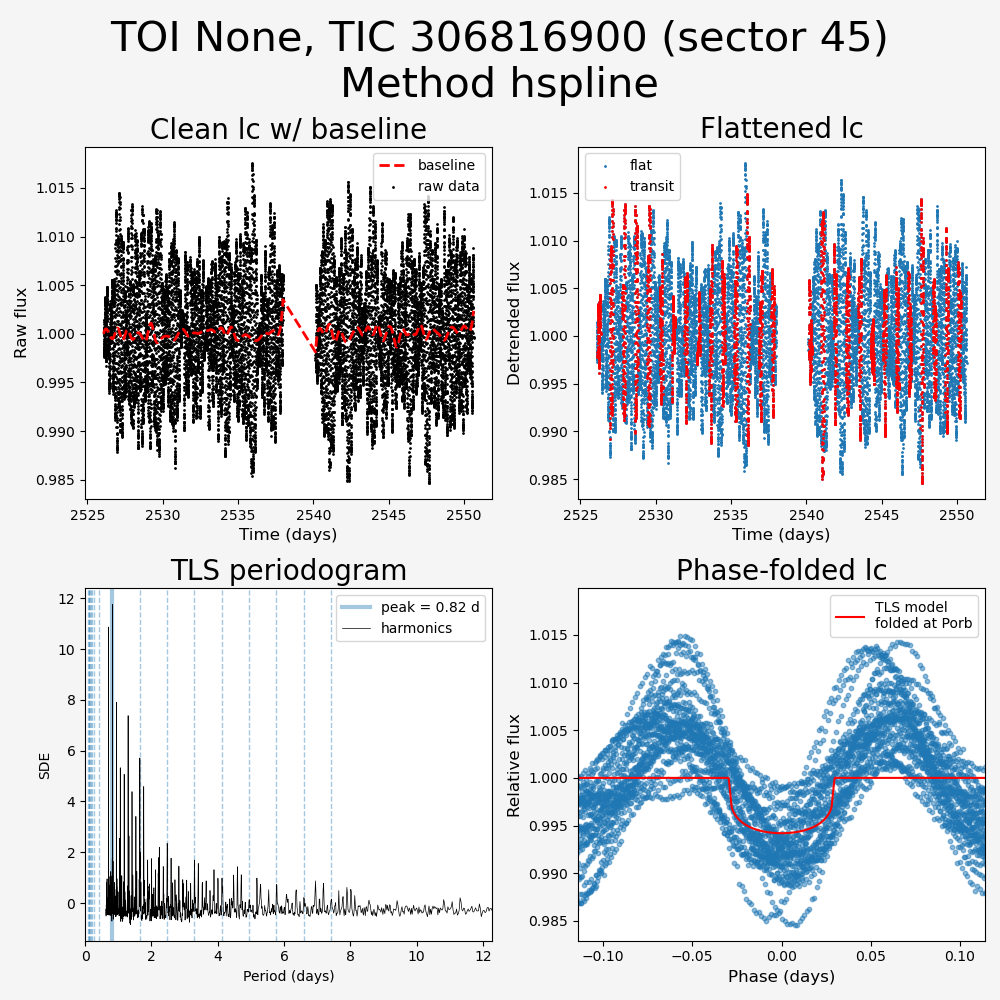 TOI None, TIC 306816900 (sector 45)
Method hspline
Clean lc w/ baseline
Flattened lc
baseline
raw data
flat
transit
1.015
1.010
1.005
1.000
0.995
0.990
0.985
Raw flux
2525
2530
2535
2540
2545
2550
Time (days)
1.015
1.010
1.005
1.000
0.995
0.990
0.985
Detrended flux
2525
2530
2535
2540
2545
2550
Time (days)
TLS periodogram
Phase-folded lc
peak = 0.82 d
harmonics
TLS model
folded at Porb
12
10
8
6
4
2
0
SDE
0
2
4
6
8
10
12
Period (days)
1.015
1.010
1.005
1.000
0.995
0.990
0.985
Relative flux
−0.10
−0.05
0.00
0.05
0.10
Phase (days)